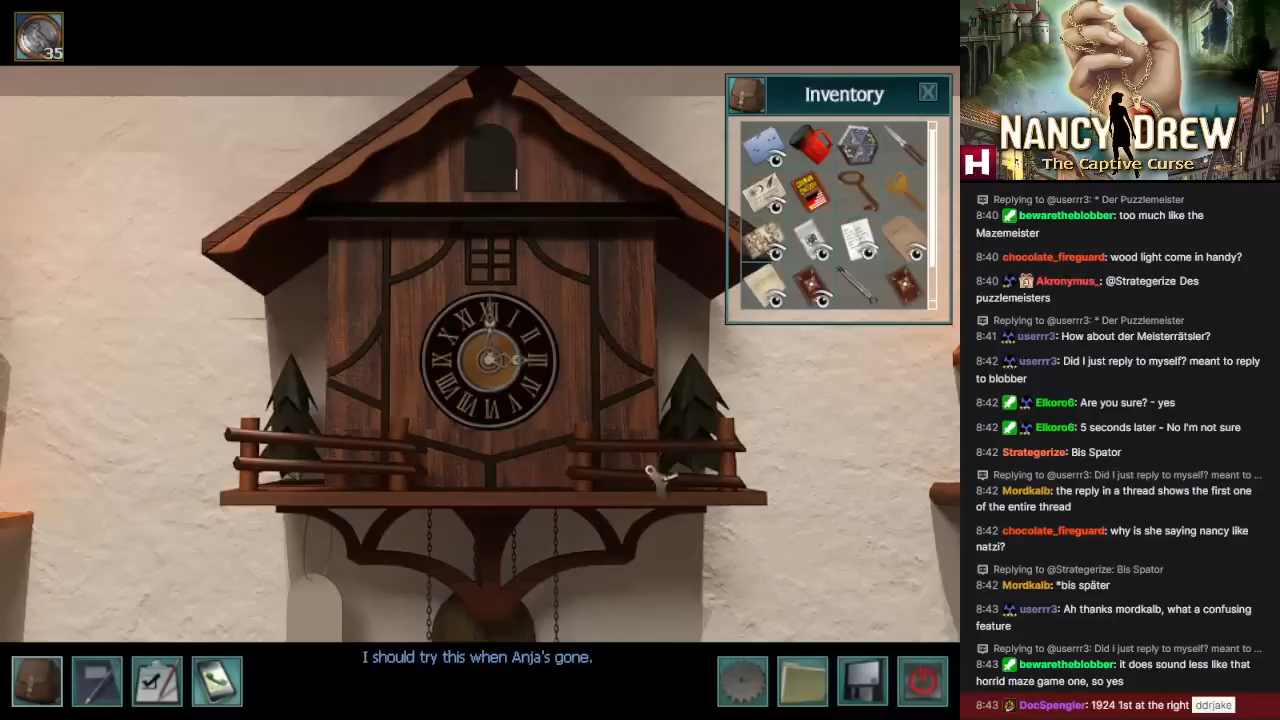 35
Inventory
X
I should try this when Anja's gone.
H
NANCY DREW
The Captive Curse
Replying to @userrr3: * Der Puzzlemeister
8:40 bewaretheblobber: too much like the
Mazemeister
8:40 chocolate_fireguard: wood light come in handy?
8:40 Akronymus_: @Strategerize Des
puzzlemeisters
Replying to @userrr3: * Der Puzzlemeister
8:41 userrr3: How about der Meisterrätsler?
8:42 userrr3: Did I just reply to myself? meant to reply
to blobber
8:42 Elkoro6: Are you sure? - yes
8:42 Elkoro6: 5 seconds later - No I'm not sure
8:42 Strategerize: Bis Spator
Replying to @userrr3: Did I just reply to myself? meant to ...
8:42 Mordkalb: the reply in a thread shows the first one
of the entire thread
8:42 chocolate_fireguard: why is she saying nancy like
natzi?
Replying to @Strategerize: Bis Spator
8:42 Mordkalb: *bis später
8:43 userrr3: Ah thanks mordkalb, what a confusing
feature
Replying to @userrr3: Did I just reply to myself? meant to ...
8:43 bewaretheblobber: it does sound less like that
horrid maze game one, so yes
8:43 DocSpengler: 1924 1st at the right ddrjake